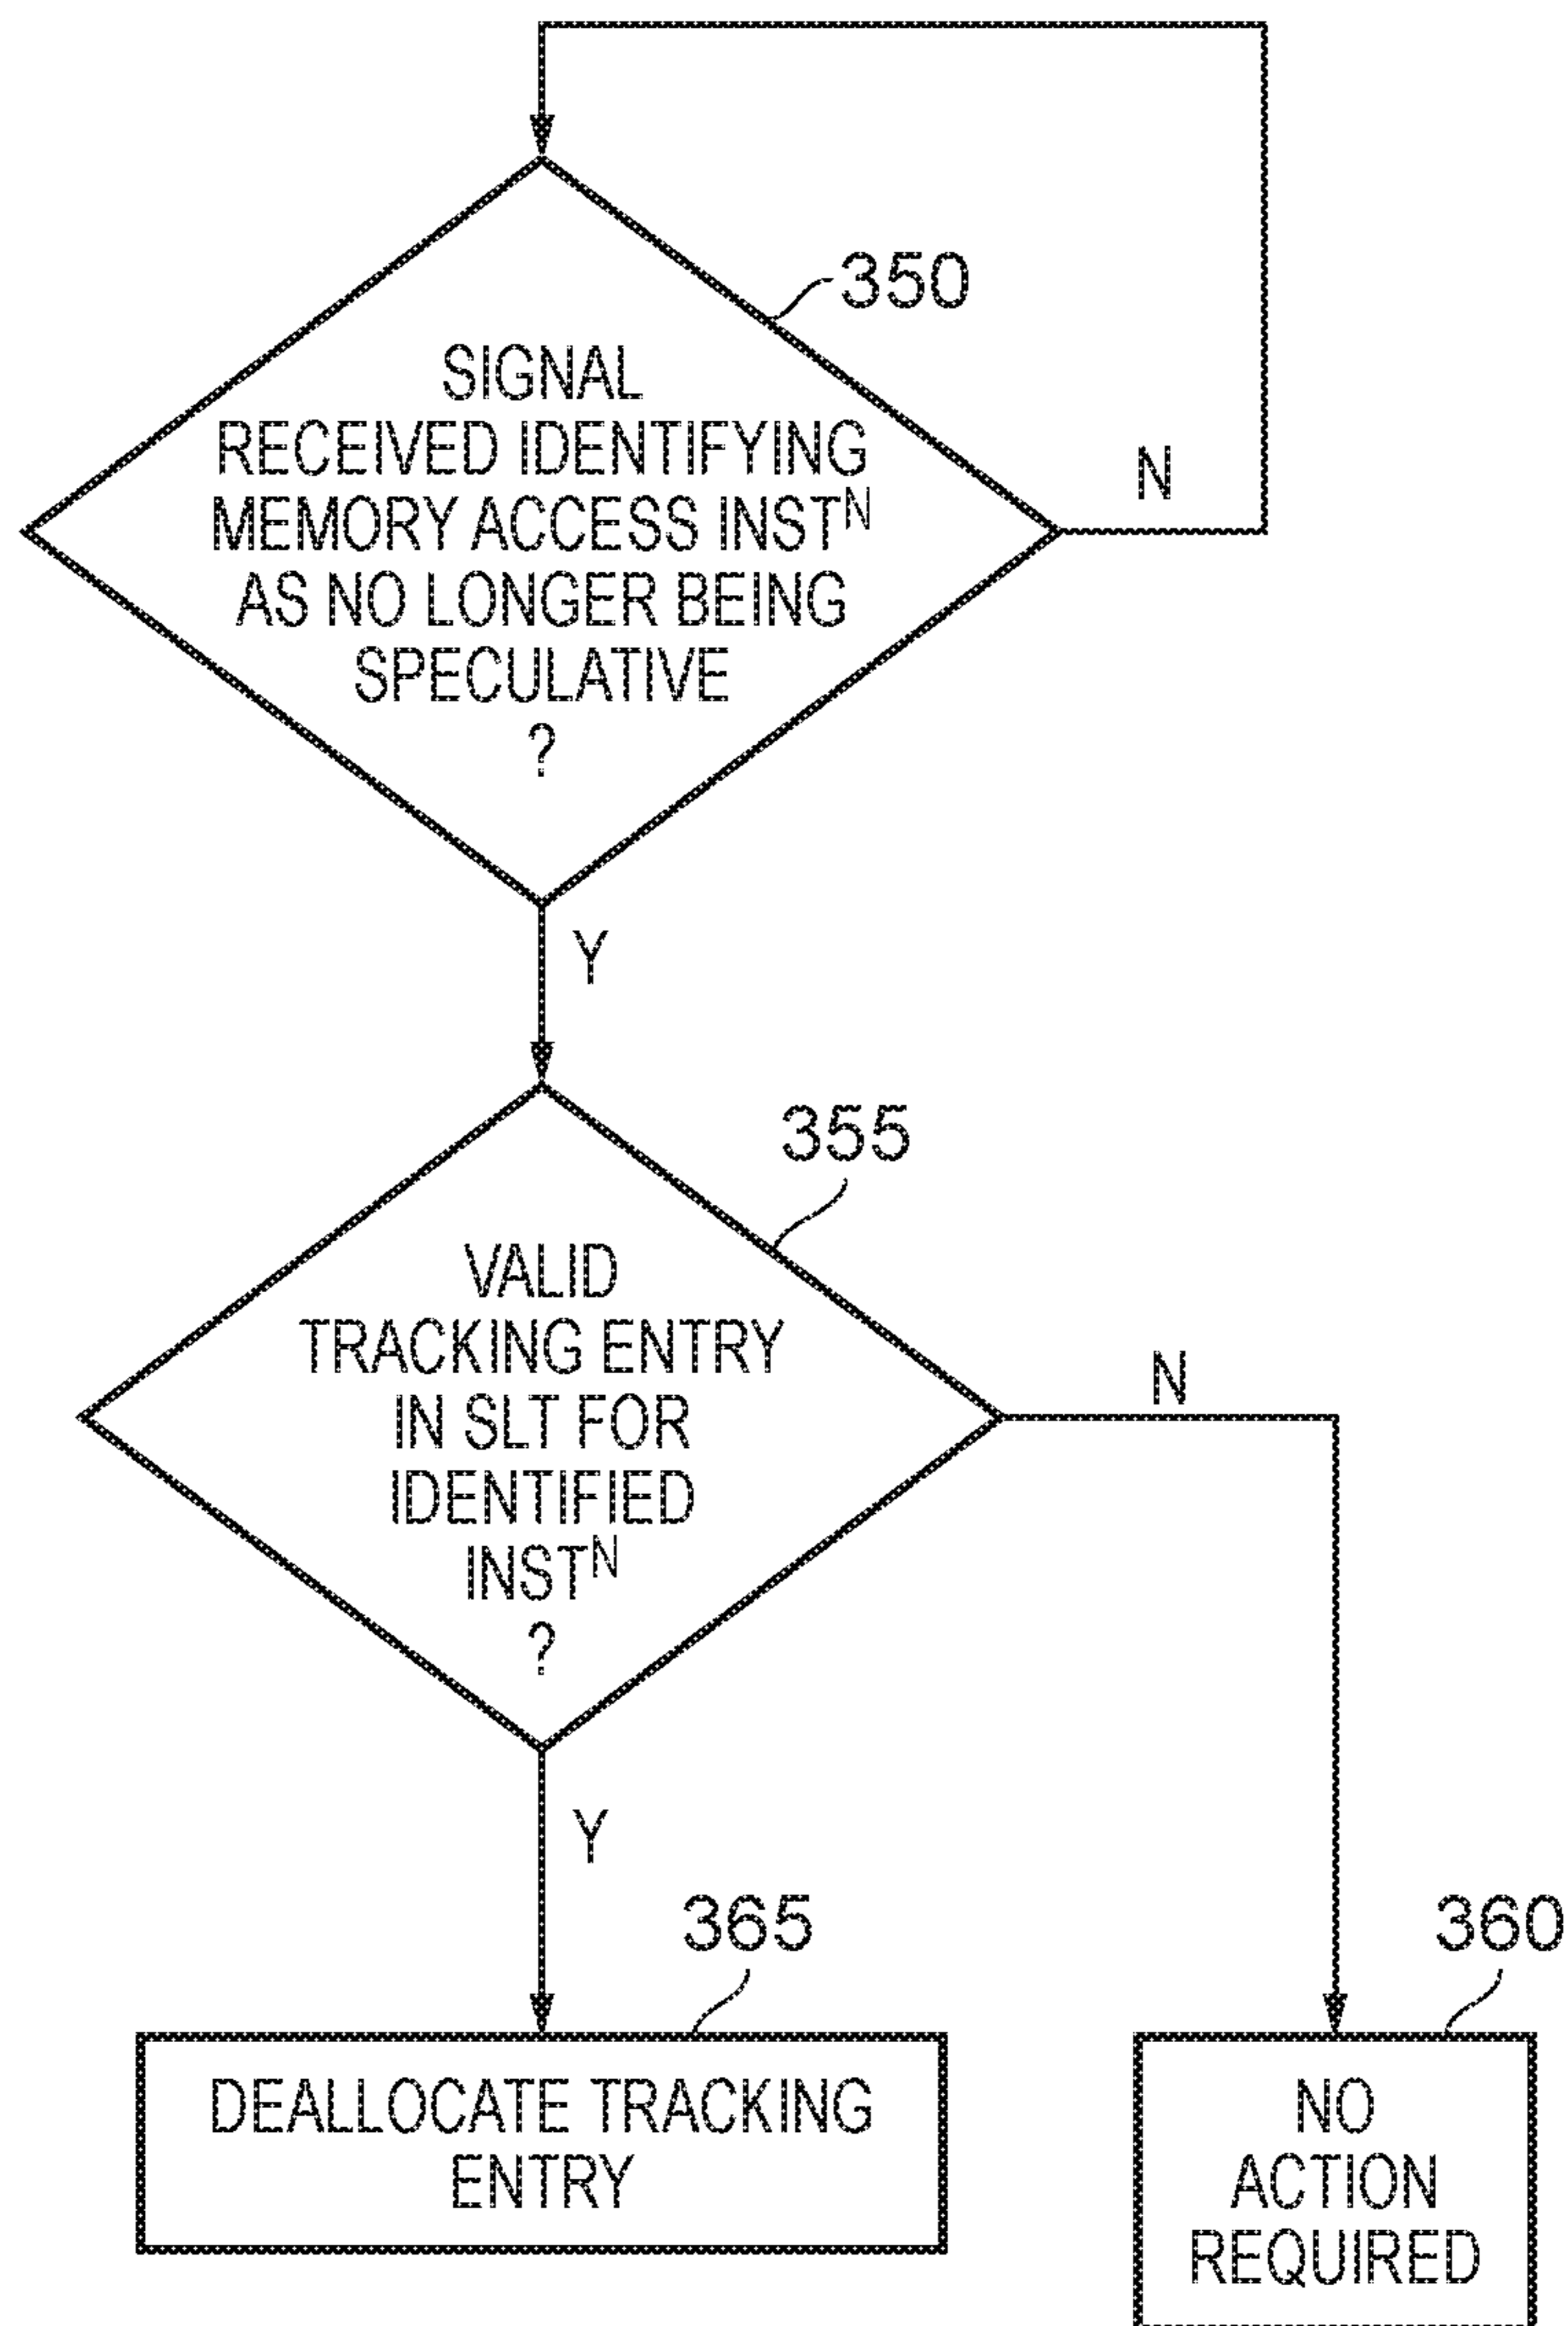 350
SIGNAL
RECEIVED IDENTIFYING
MEMORY ACCESS INSTᴺ
AS NO LONGER BEING
SPECULATIVE
?
N
Y
355
VALID
TRACKING ENTRY
IN SLT FOR
IDENTIFIED
INSTᴺ
?
N
Y
365
DEALLOCATE TRACKING
ENTRY
360
NO
ACTION
REQUIRED